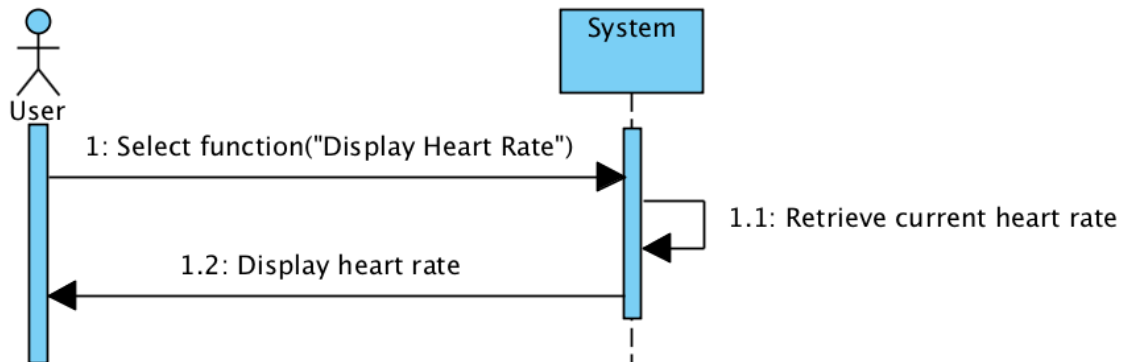 System
User
1: Select function("Display Heart Rate")
1.1: Retrieve current heart rate
1.2: Display heart rate